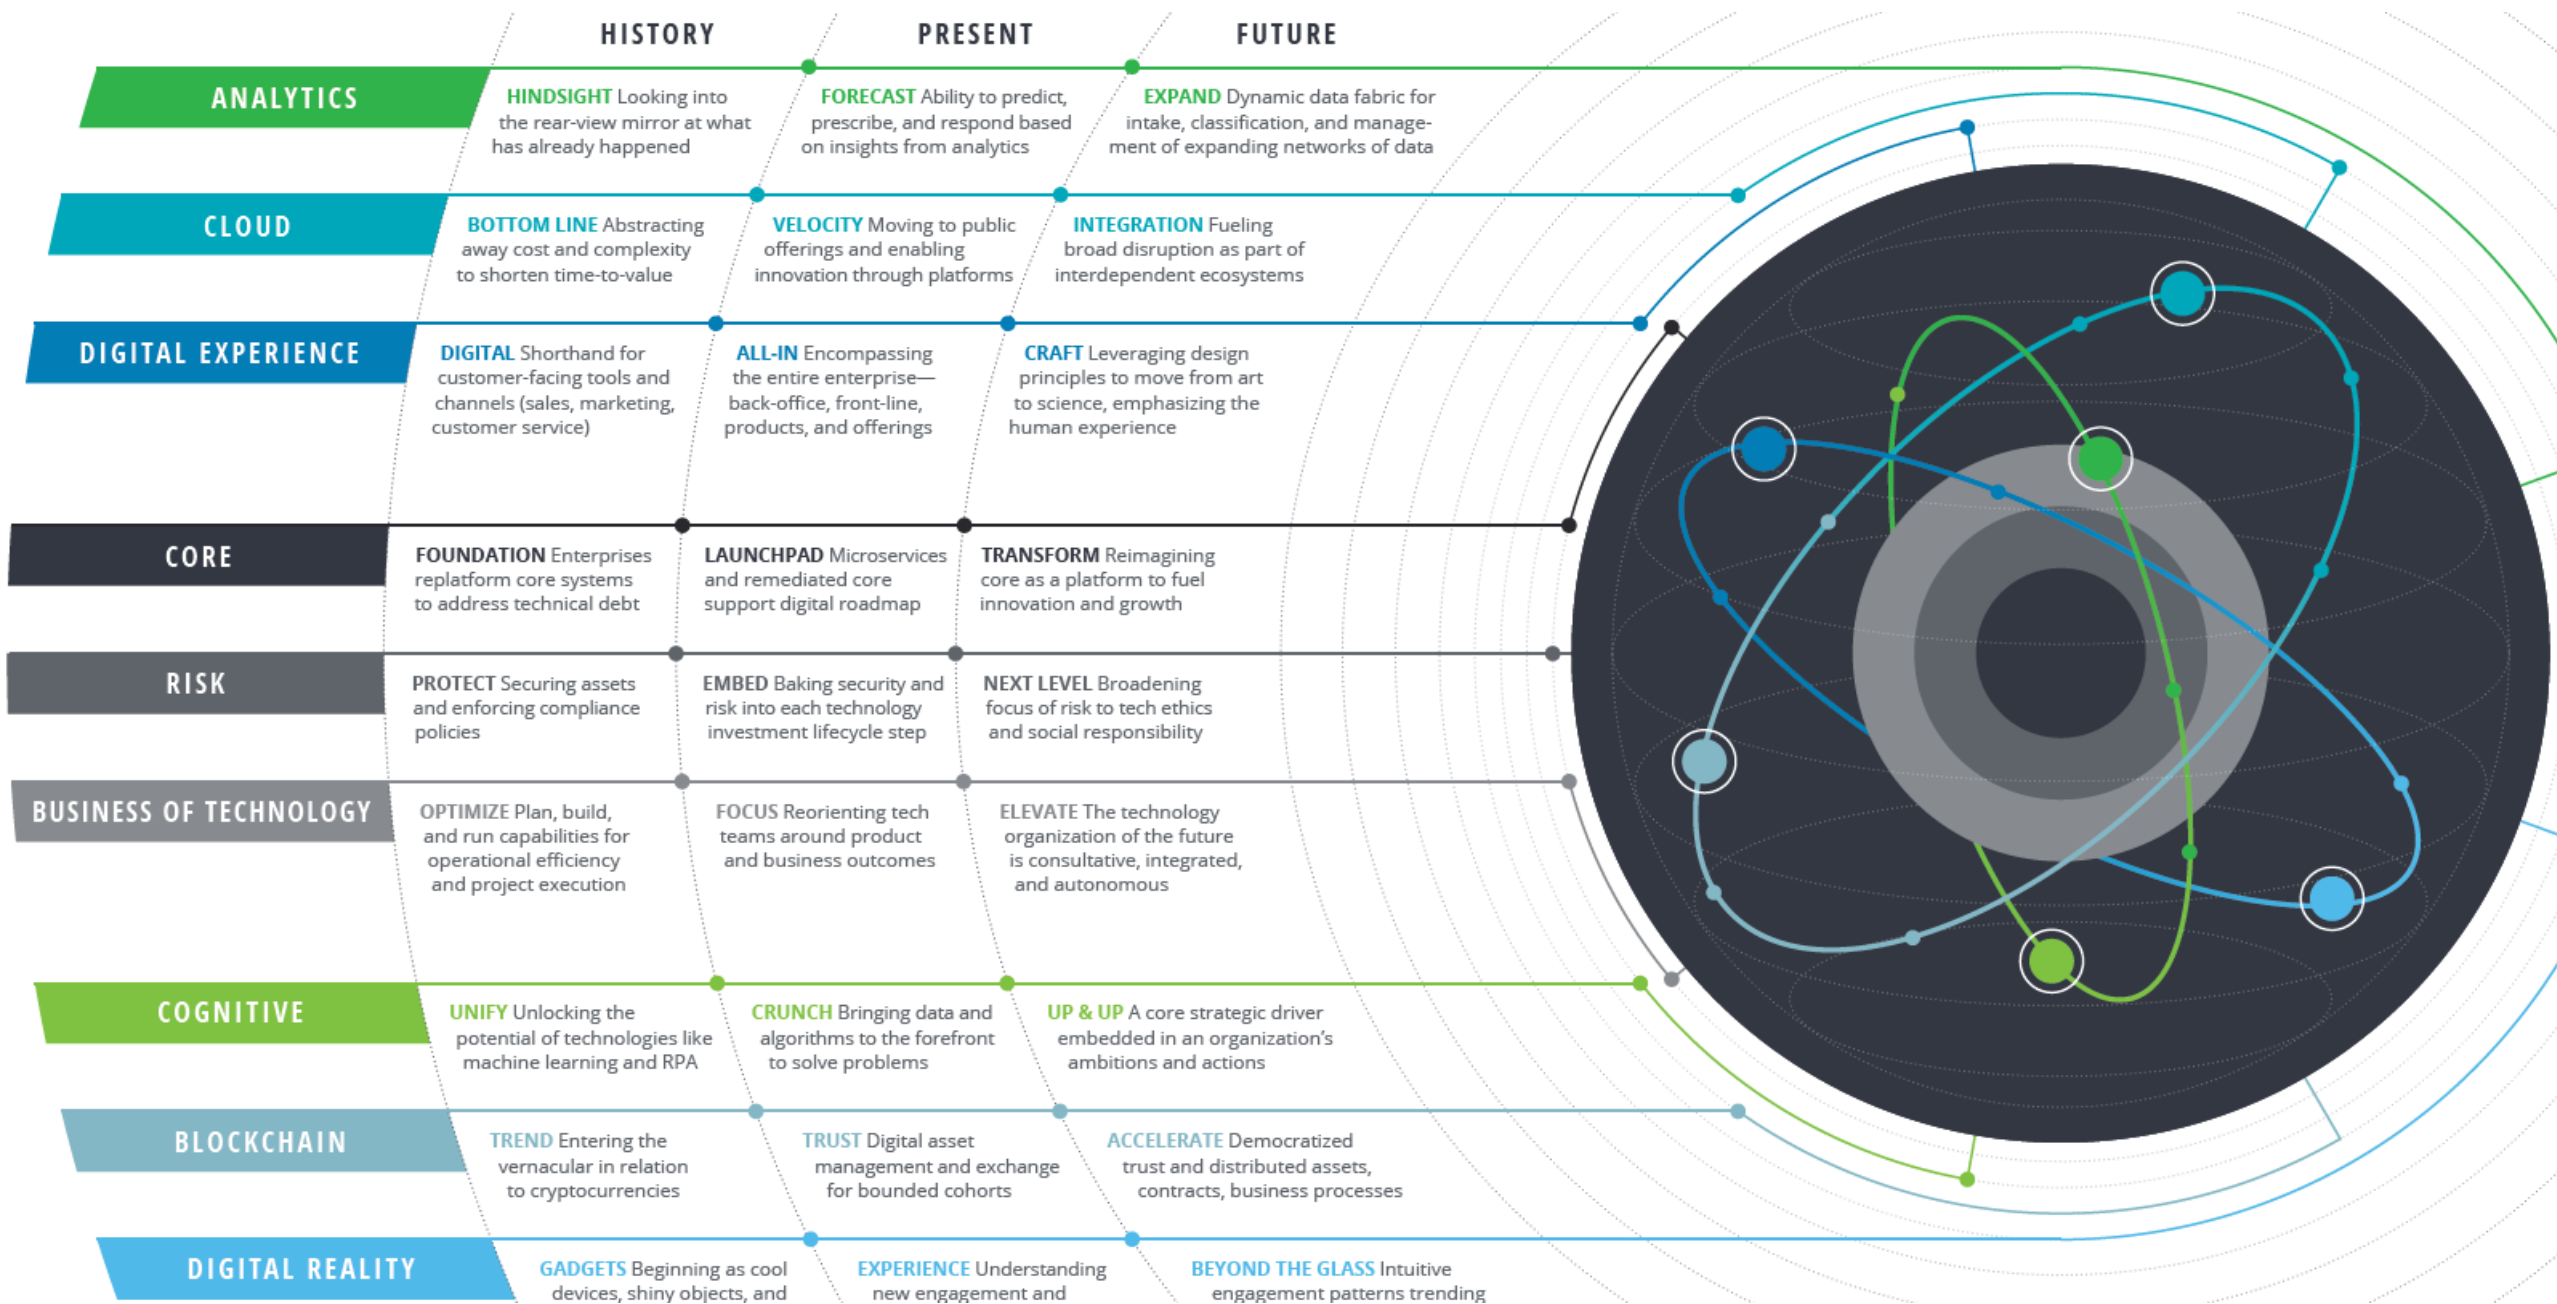 HISTORY
PRESENT
FUTURE
ANALYTICS
HINDSIGHT Looking into
the rear-view mirror at what
has already happened
FORECAST Ability to predict,
prescribe, and respond based
on insights from analytics
EXPAND Dynamic data fabric for
intake, classification, and manage-
ment of expanding networks of data
CLOUD
BOTTOM LINE Abstracting
away cost and complexity
to shorten time-to-value
VELOCITY Moving to public
offerings and enabling
innovation through platforms
INTEGRATION Fueling
broad disruption as part of
interdependent ecosystems
DIGITAL EXPERIENCE
DIGITAL Shorthand for
customer-facing tools and
channels (sales, marketing,
customer service)
ALL-IN Encompassing
the entire enterprise—
back-office, front-line,
products, and offerings
CRAFT Leveraging design
principles to move from art
to science, emphasizing the
human experience
CORE
FOUNDATION Enterprises
replatform core systems
to address technical debt
LAUNCHPAD Microservices
and remediated core
support digital roadmap
TRANSFORM Reimagining
core as a platform to fuel
innovation and growth
RISK
PROTECT Securing assets
and enforcing compliance
policies
EMBED Baking security and
risk into each technology
investment lifecycle step
NEXT LEVEL Broadening
focus of risk to tech ethics
and social responsibility
BUSINESS OF TECHNOLOGY
OPTIMIZE Plan, build,
and run capabilities for
operational efficiency
and project execution
FOCUS Reorienting tech
teams around product
and business outcomes
ELEVATE The technology
organization of the future
is consultative, integrated,
and autonomous
COGNITIVE
UNIFY Unlocking the
potential of technologies like
machine learning and RPA
CRUNCH Bringing data and
algorithms to the forefront
to solve problems
UP & UP A core strategic driver
embedded in an organization’s
ambitions and actions
BLOCKCHAIN
TREND Entering the
vernacular in relation
to cryptocurrencies
TRUST Digital asset
management and exchange
for bounded cohorts
ACCELERATE Democratized
trust and distributed assets,
contracts, business processes
DIGITAL REALITY
GADGETS Beginning as cool
devices, shiny objects, and
EXPERIENCE Understanding
new engagement and
BEYOND THE GLASS Intuitive
engagement patterns trending